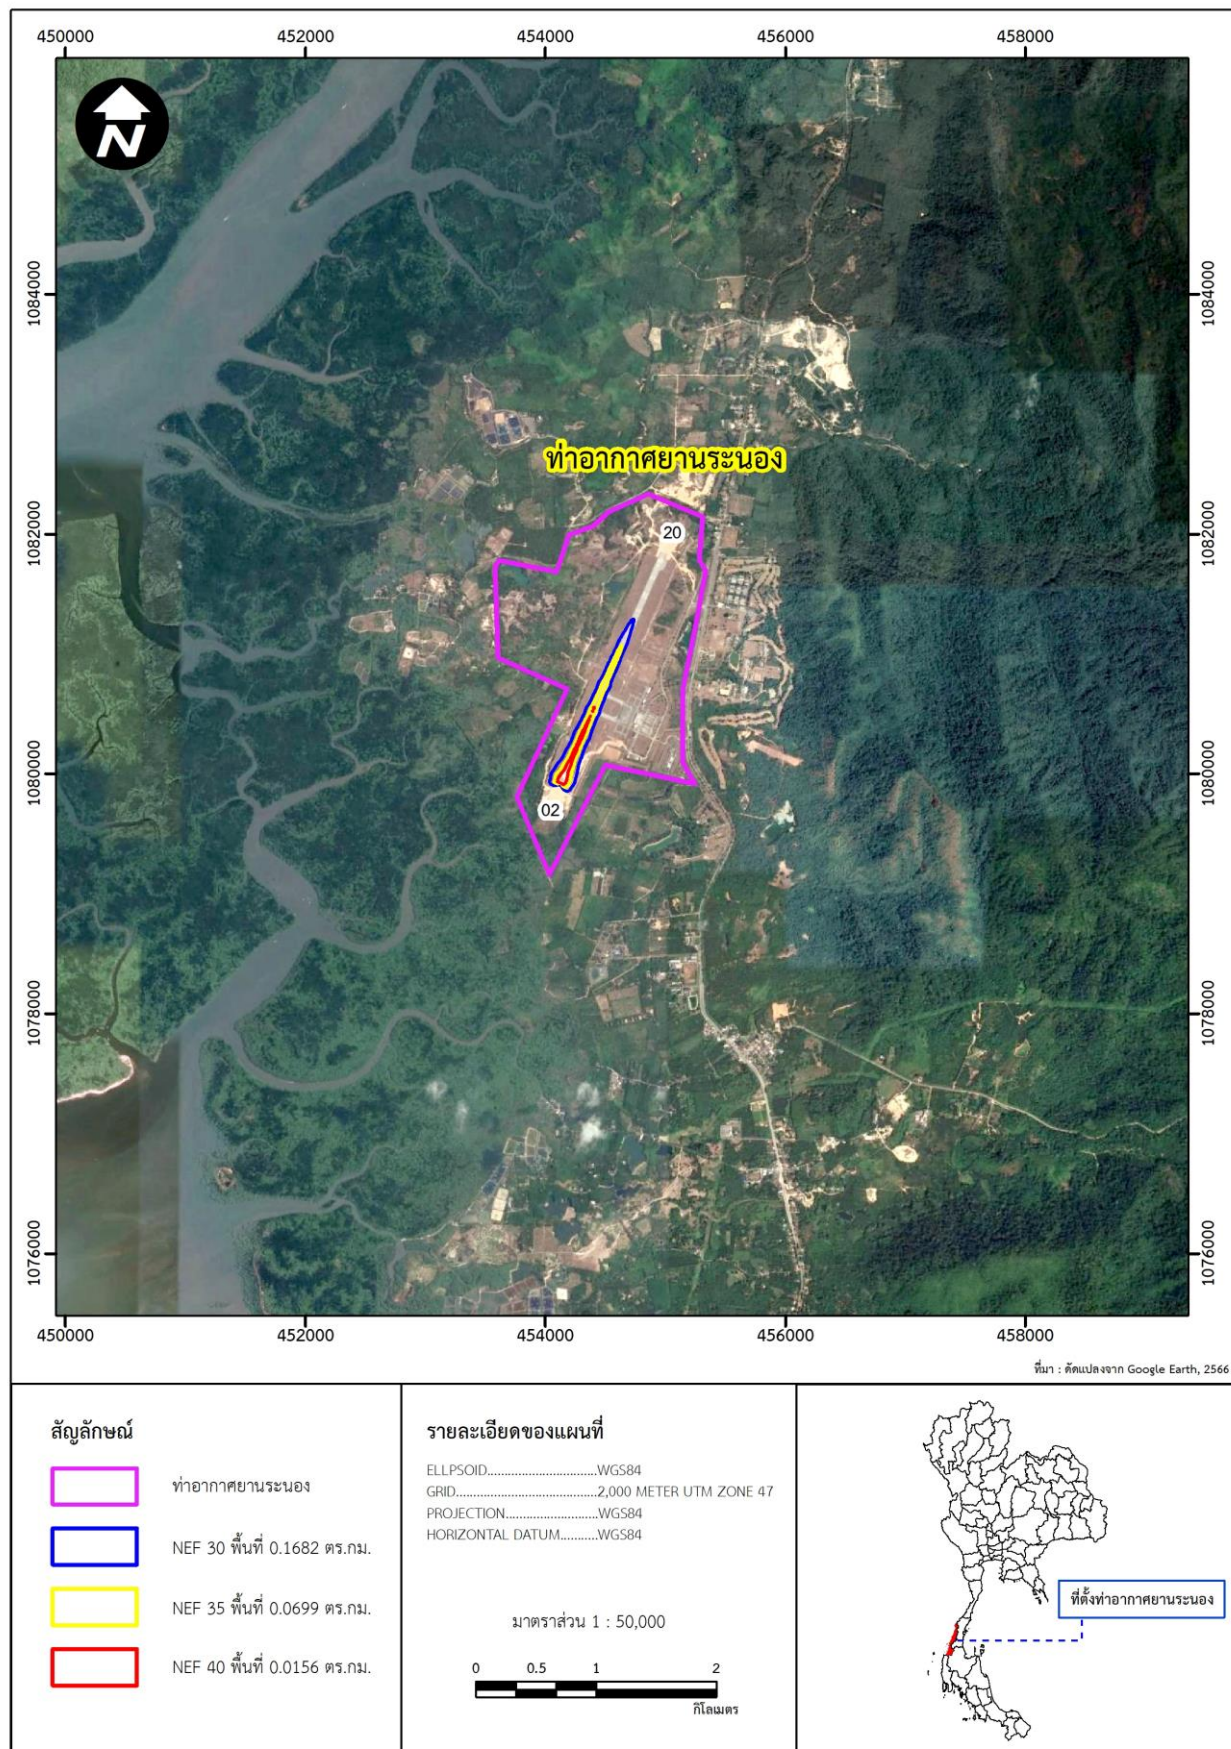 450000 452000 454000 456000 458000
N
1084000 1084000
ท่าอากาศยานระนอง
20
1082000 1082000
1080000 1080000
02
1078000 1078000
1076000 1076000
450000 452000 454000 456000 458000
ที่มา : ดัดแปลงจาก Google Earth, 2566
สัญลักษณ์
ท่าอากาศยานระนอง
NEF 30 พื้นที่ 0.1682 ตร.กม.
NEF 35 พื้นที่ 0.0699 ตร.กม.
NEF 40 พื้นที่ 0.0156 ตร.กม.
รายละเอียดของแผนที่
ELLPSOID..............................WGS84
GRID.......................................2,000 METER UTM ZONE 47
PROJECTION.........................WGS84
HORIZONTAL DATUM..........WGS84
มาตราส่วน 1 : 50,000
0 0.5 1 2
กิโลเมตร
ที่ตั้งท่าอากาศยานระนอง